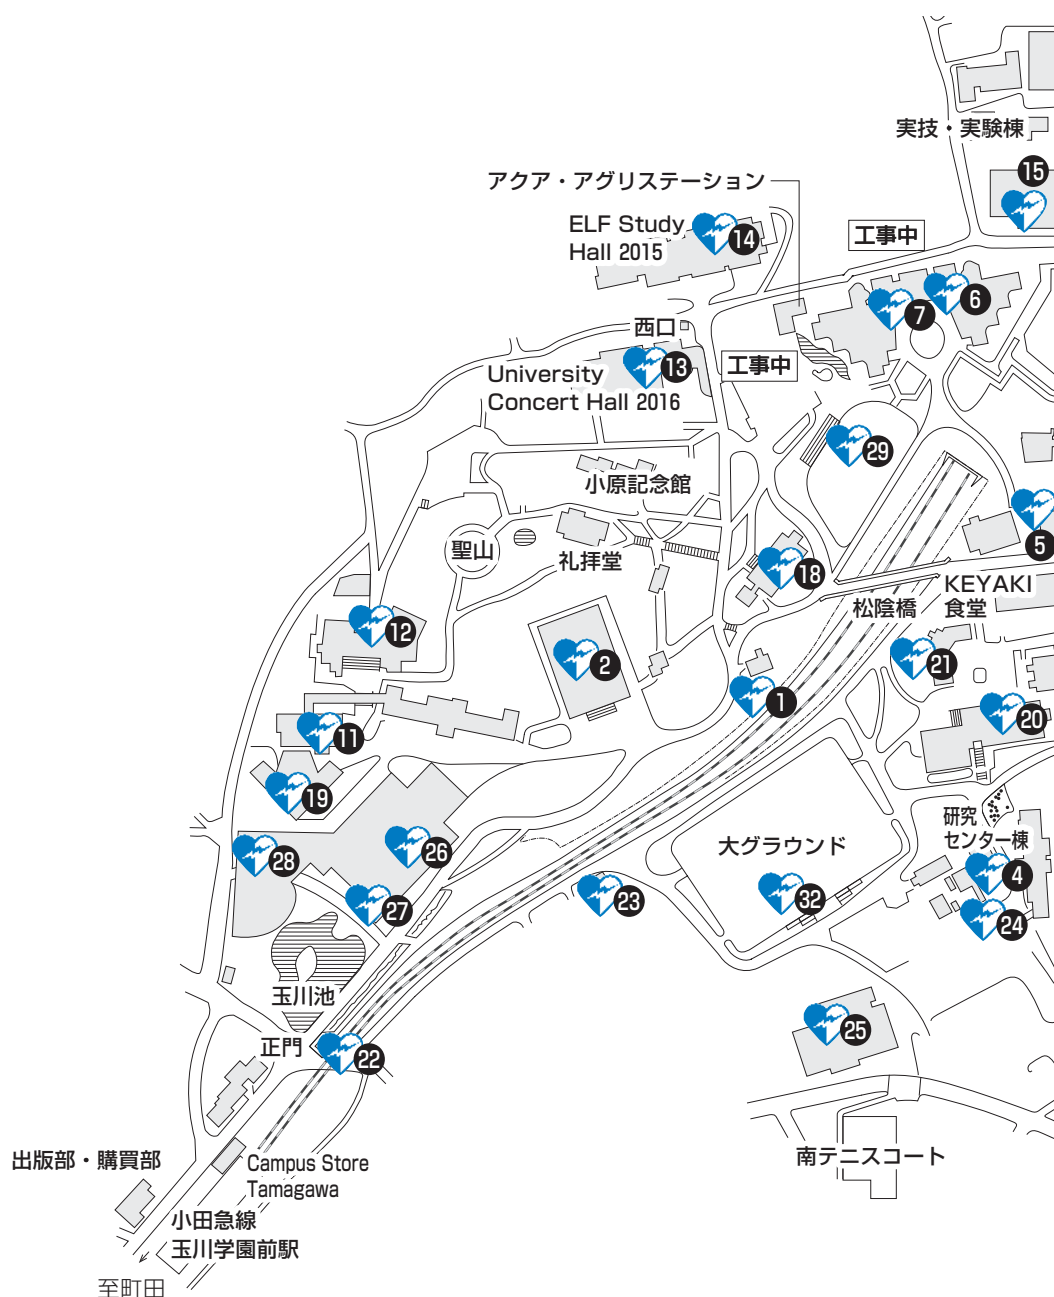 実技・実験棟
15
アクア・アグリステーション
ELF Study
Hall 2015
14
工事中
6
7
西口
工事中
13
University
Concert Hall 2016
29
小原記念館
5
聖山
礼拝堂
18
KEYAKI
食堂
松陰橋
12
2
21
1
20
11
19
研究
センター棟
大グラウンド
26
28
4
32
23
27
24
玉川池
25
正門
22
出版部・購買部
Campus Store
Tamagawa
南テニスコート
小田急線
玉川学園前駅
至町田